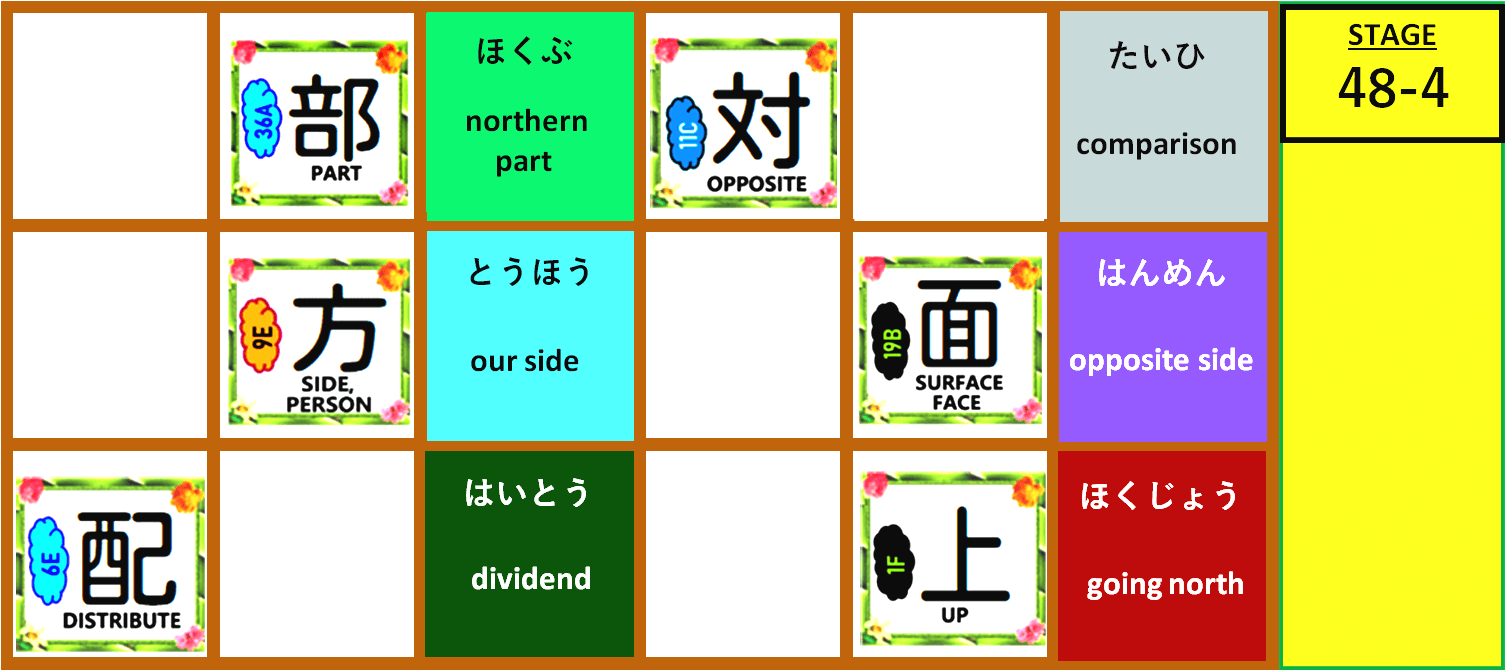 36A
部
PART
ほくぶ
northern
part
11C
対
OPPOSITE
たいひ
comparison
STAGE
48-4
9E
方
SIDE,
PERSON
とうほう
our side
19B
面
SURFACE
FACE
はんめん
opposite side
6E
配
DISTRIBUTE
はいとう
dividend
1F
上
UP
ほくじょう
going north